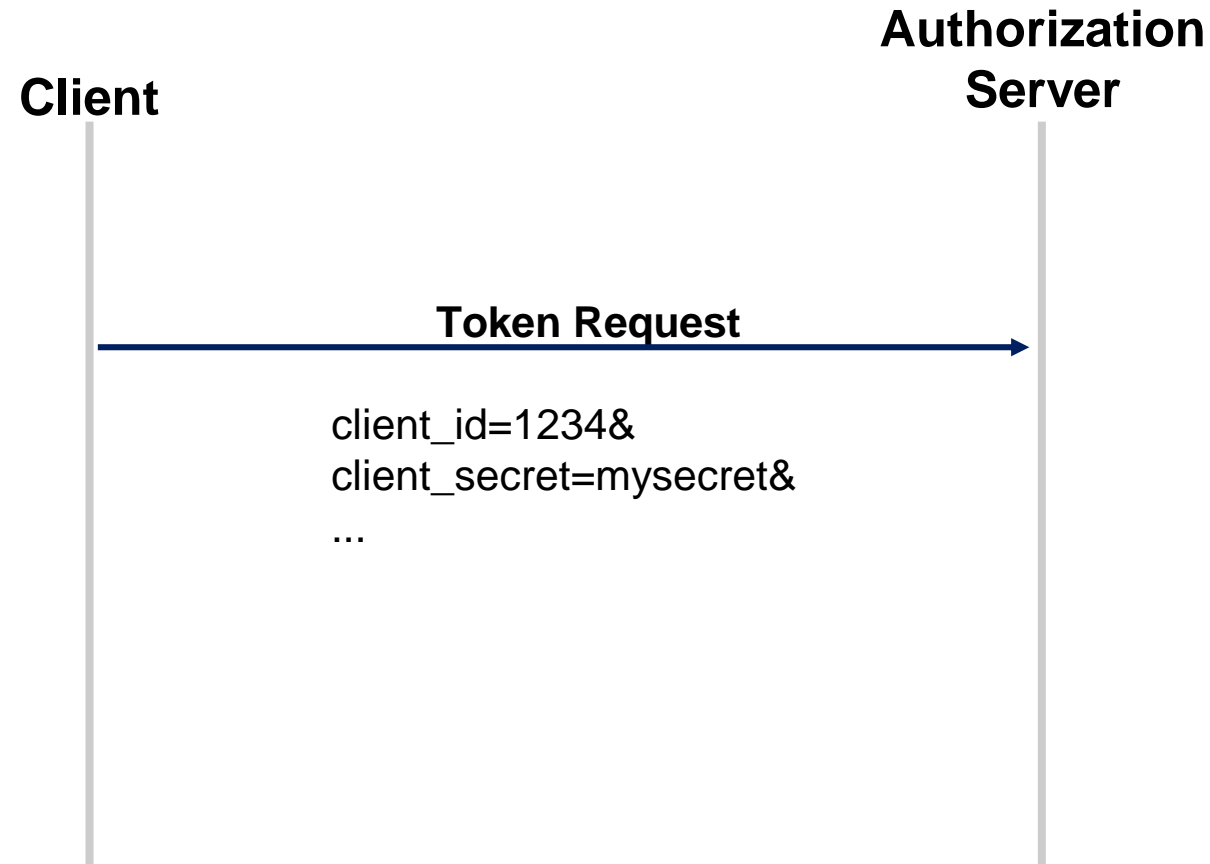 Client
Authorization
Server
Token Request
client_id=1234&
client_secret=mysecret&
...